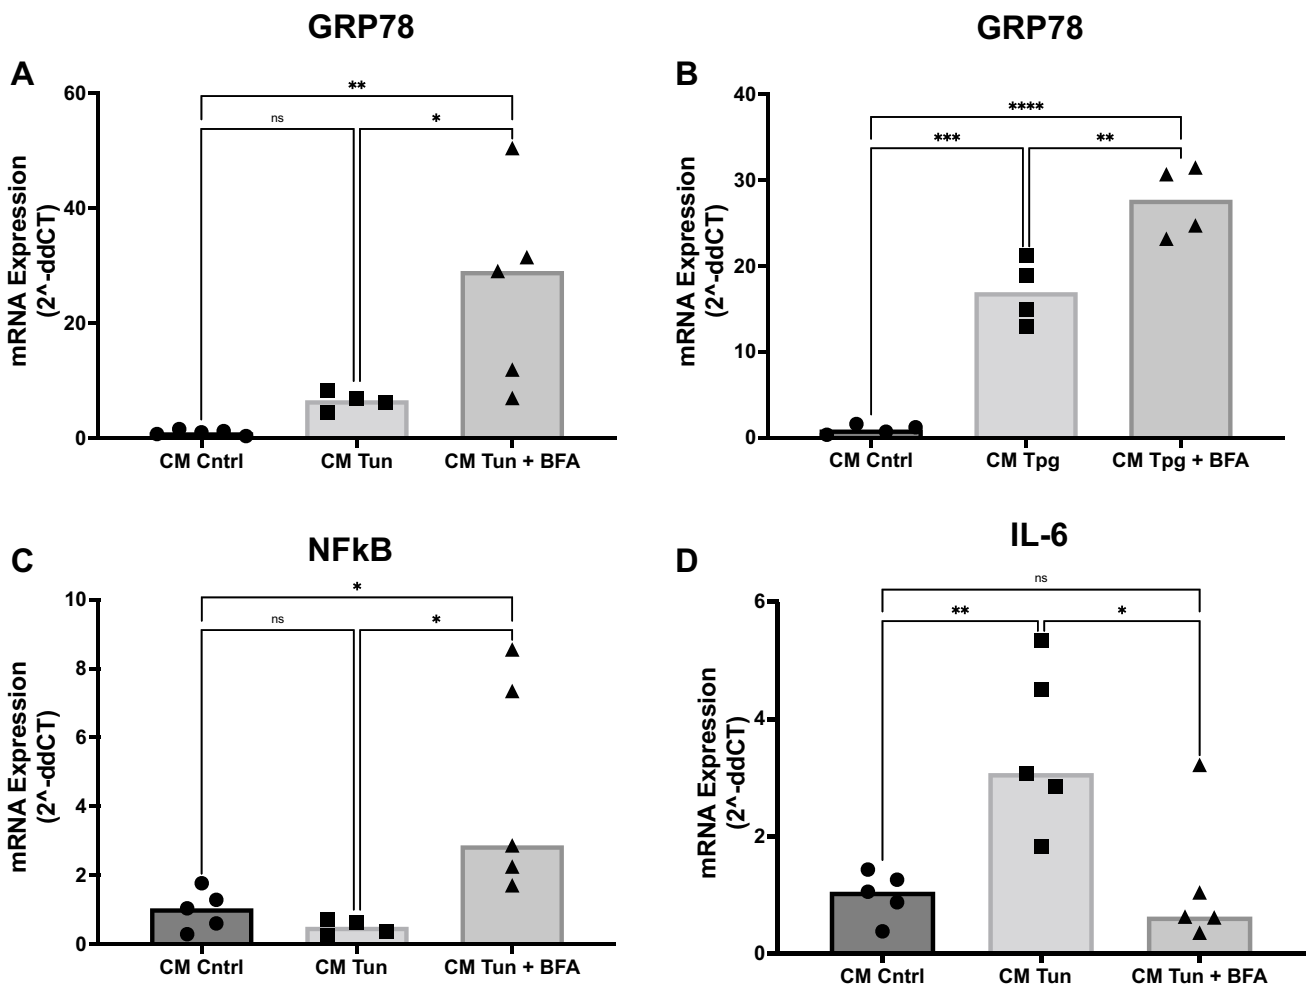 GRP78
A
mRNA Expression
(2^-ddCT)
60
40
20
0
**
ns
*
CM Cntrl
CM Tun
CM Tun + BFA
GRP78
B
mRNA Expression
(2^-ddCT)
40
30
20
10
0
****
***
**
CM Cntrl
CM Tpg
CM Tpg + BFA
NFkB
C
mRNA Expression
(2^-ddCT)
10
8
6
4
2
0
*
ns
*
CM Cntrl
CM Tun
CM Tun + BFA
IL-6
D
mRNA Expression
(2^-ddCT)
6
4
2
0
ns
**
*
CM Cntrl
CM Tun
CM Tun + BFA